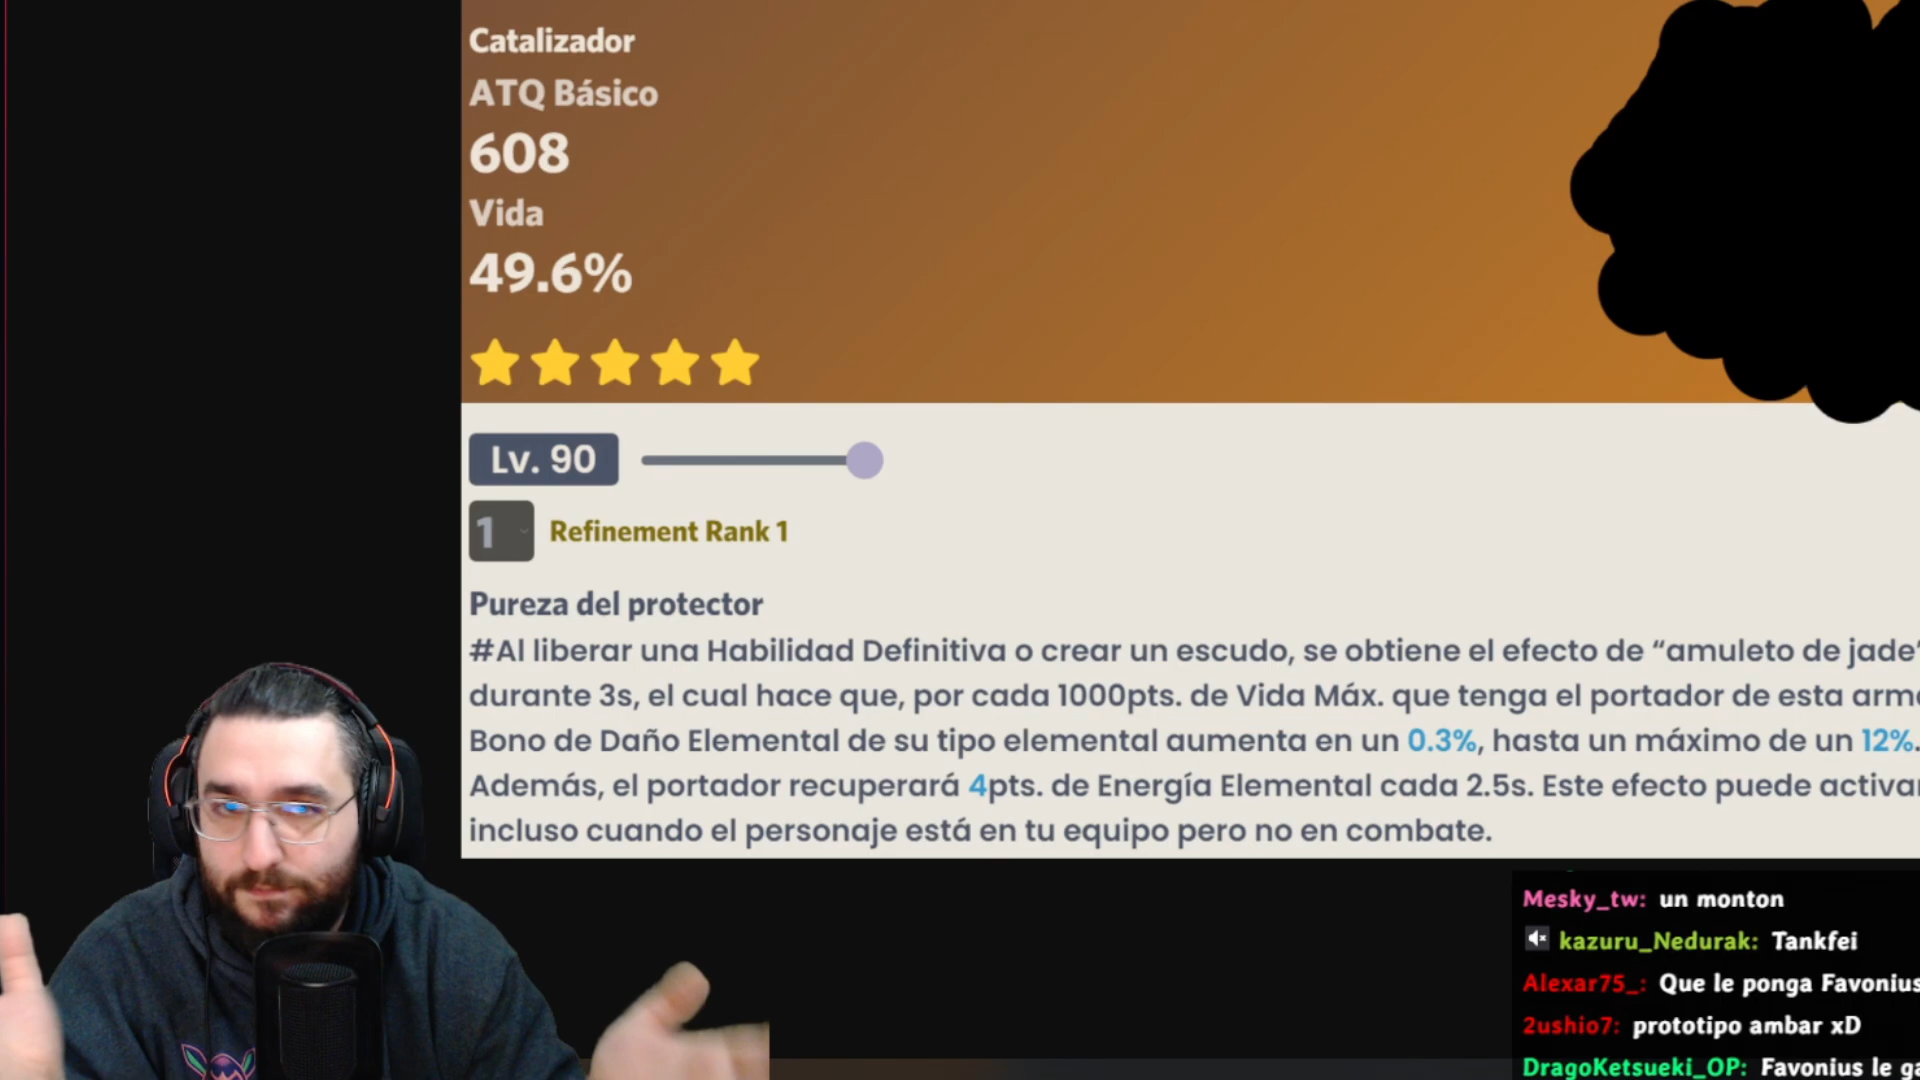 Catalizador
ATQ Básico
608
Vida
49.6%
Lv. 90
1 Refinement Rank 1
Pureza del protector
#Al liberar una Habilidad Definitiva o crear un escudo, se obtiene el efecto de “amuleto de jade”
durante 3s, el cual hace que, por cada 1000pts. de Vida Máx. que tenga el portador de esta
Bono de Daño Elemental de su tipo elemental aumenta en un 0.3%, hasta un máximo de un 12%.
Además, el portador recuperará 4pts. de Energía Elemental cada 2.5s. Este efecto puede
incluso cuando el personaje está en tu equipo pero no en combate.
Mesky_tw: un monton
kazuru_Nedurak: Tankfei
Alexar75_: Que le ponga Favonius
2ushio7: prototipo ambar xD
DragoKetsueki_OP: Favonius le